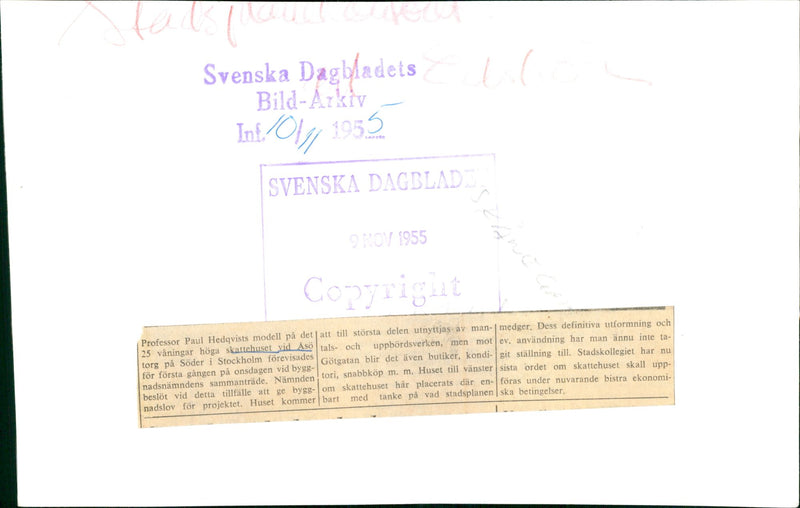 Svenska Dagbladets
Bild-Arkiv
Inf. 10/11 1955
SVENSKA DAGBLADE
9 NOV 1955
Copyright
Professor Paul Hedqvists modell på det
25 våningar höga skattehuset vid Åsö
torg på Söder i Stockholm förevisades
för första gången på onsdagen vid bygg-
nadsnämndens sammanträde. Nämnden
beslöt vid detta tillfälle att ge bygg-
nadslov för projektet. Huset kommer
att till största delen utnyttjas av man-
tals- och uppbördsverken, men mot
Götgatan blir det även butiker, kondi-
tori, snabbköp m. m. Huset till vänster
om skattehuset har placerats där en-
bart med tanke på vad stadsplanen
medger. Dess definitiva utformning och
ev. användning har man ännu inte ta-
git ställning till. Stadskollegiet har nu
sista ordet om skattehuset skall upp-
föras under nuvarande bistra ekonomi-
ska betingelser.